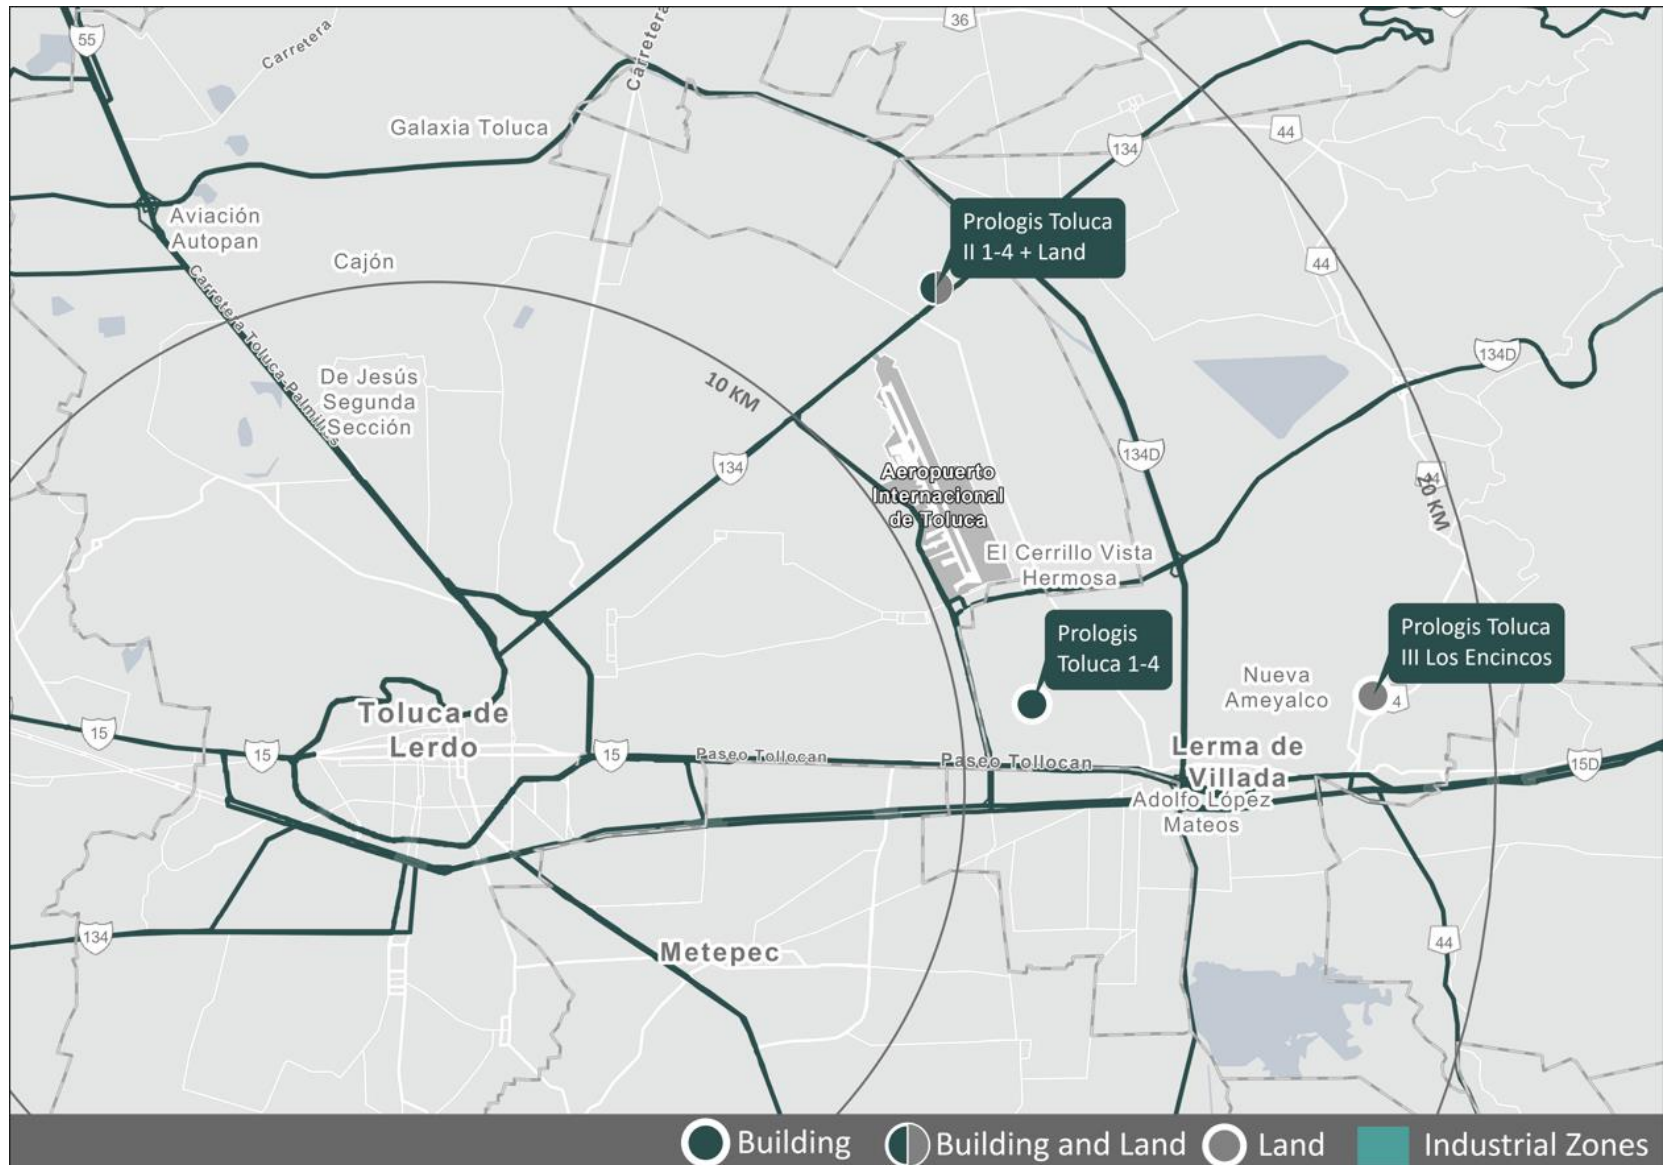 55
Carretera
Carretera
36
Galaxia Toluca
44
134
Aviación
Autopan
Prologis Toluca
II 1-4 + Land
Cajón
44
Carretera Toluca-Palmillas
134D
De Jesús
Segunda
Sección
10 KM
134
134D
Aeropuerto
Internacional
de Toluca
20 KM
El Cerrillo Vista
Hermosa
Prologis
Toluca 1-4
Prologis Toluca
III Los Encincos
Nueva
Ameyalco
4
Toluca de
Lerdo
15
15
15
Paseo Tollocan
Paseo Tollocan
Lerma de
Villada
15D
Adolfo López
Mateos
134
Metepec
44
Building
Building and Land
Land
Industrial Zones